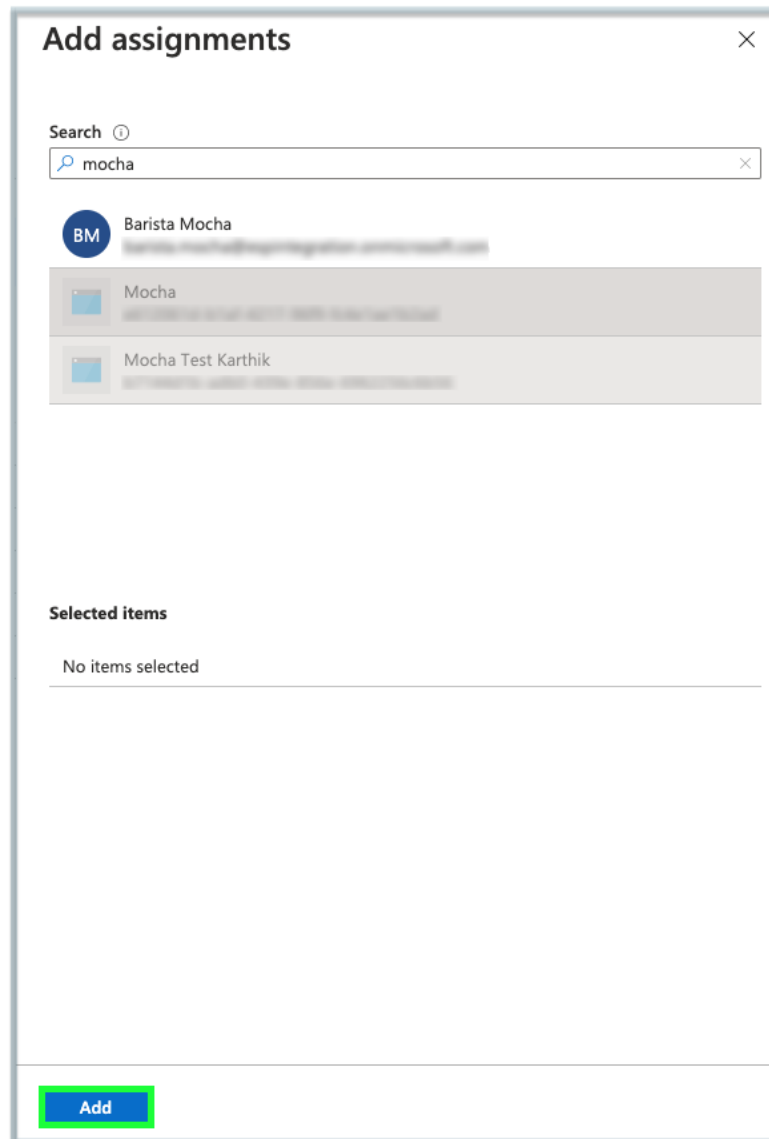 Add assignments
Search
mocha
BM
Barista Mocha
Mocha
Mocha Test Karthik
Selected items
No items selected
Add